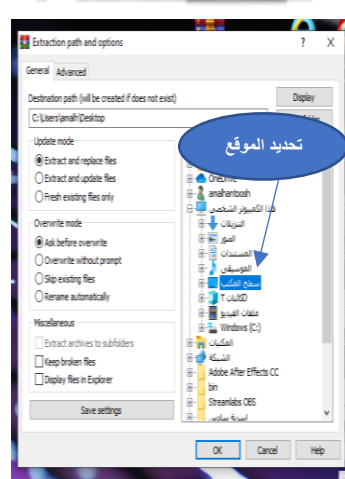 Extraction path and options
? X
General Advanced
Destination path (will be created if does not exist)
Display
C:\Users\amalh\Desktop
Update mode
Extract and replace files
Extract and update files
Fresh existing files only
Overwrite mode
Ask before overwrite
Overwrite without prompt
Skip existing files
Rename automatically
Miscellaneous
Extract archives to subfolders
Keep broken files
Display files in Explorer
Save settings
تحديد الموقع
OneDrive
amalhantoosh
هذا الكمبيوتر الشخصي
التنزيلات
الصور
المستندات
الموسيقى
سطح المكتب
ملفات الفيديو
Windows (C:)
المكتبات
الشبكة
Adobe After Effects CC
bin
Streamlabs OBS
OK Cancel Help